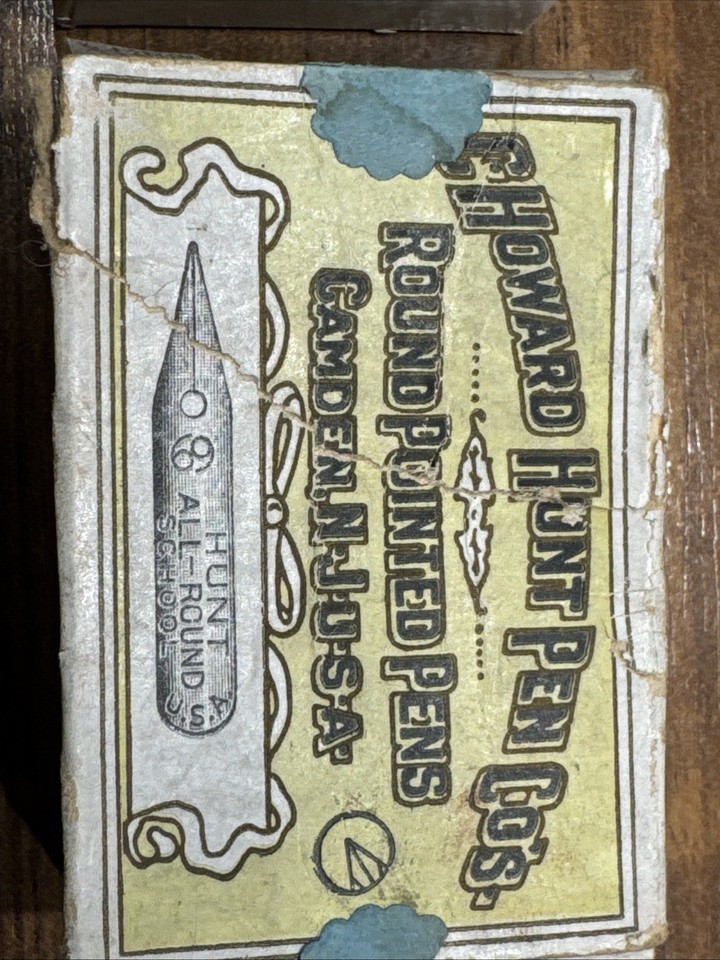 C. HOWARD HUNT PEN CO'S.
ROUND POINTED PENS
CAMDEN, N.J. U.S.A.
HUNT
ALL-ROUND
SCHOOL
U.S.A.